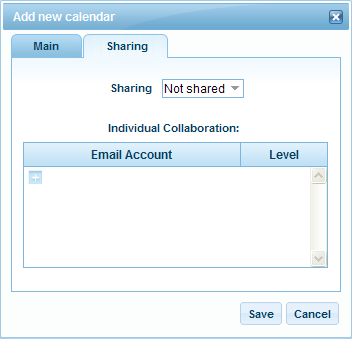 Add new calendar
Main Sharing
Sharing Not shared
Individual Collaboration:
Email Account Level
Save Cancel